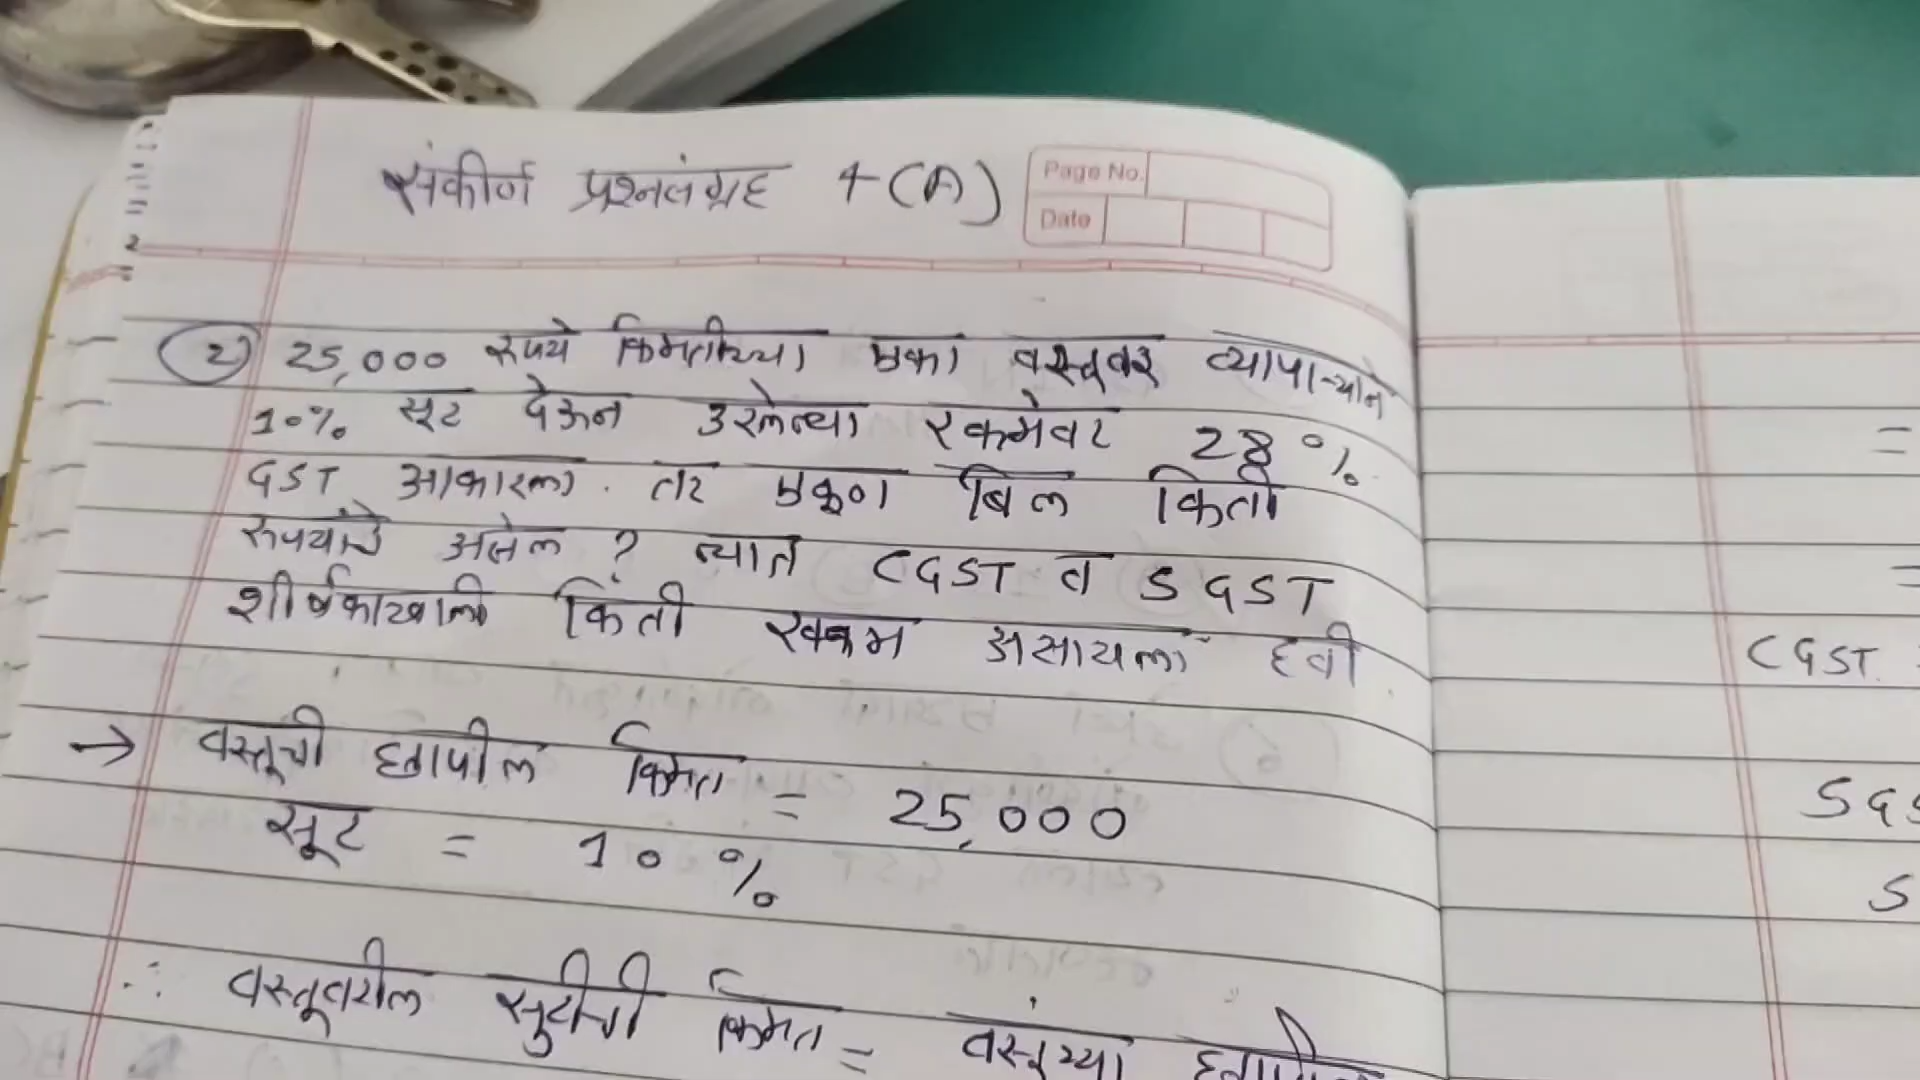 संकीर्ण प्रश्नसंग्रह 4 (A)
Page No.
Date
2) 25,000 रुपये किमतीच्या एका वस्तूवर व्यापाऱ्याने
10% सूट देऊन उरलेल्या रकमेवर 28%
GST आकारला. तर एकूण बिल किती
रुपयांचे असेल ? त्यात CGST व SGST
शीर्षकाखाली किंती रक्कम असायला हवी
→ वस्तूची छापील किंमत = 25,000
सूट = 10 %
∴ वस्तूवरील सुटीची किंमत = वस्तूच्या
=
=
CGST
SGS
S